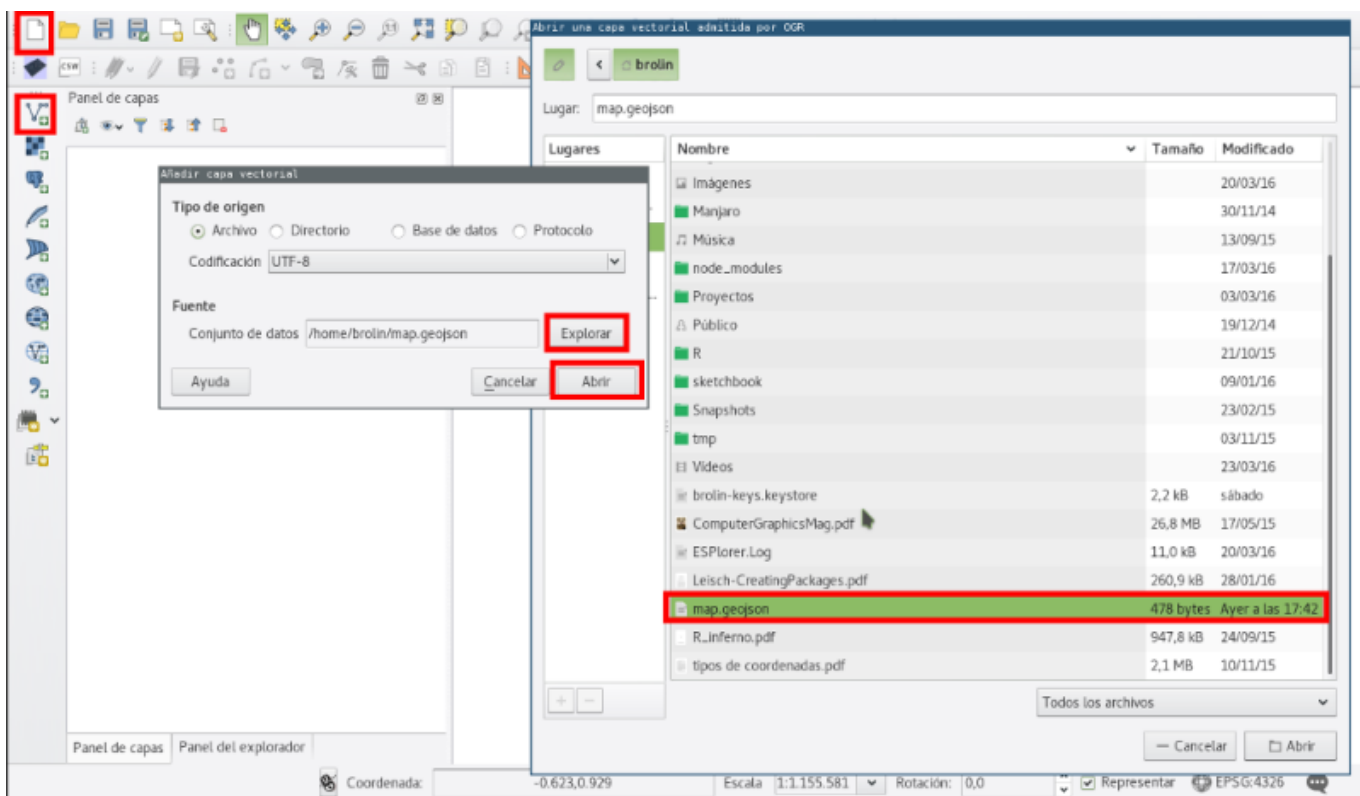 Abrir una capa vectorial admitida por OGR
CSW
brolin
Panel de capas
Lugar: map.geojson
Lugares
Nombre Tamaño Modificado
Imágenes 20/03/16
Manjaro 30/11/14
Música 13/09/15
node_modules 17/03/16
Proyectos 03/03/16
Público 19/12/14
R 21/10/15
sketchbook 09/01/16
Snapshots 23/02/15
tmp 03/11/15
Vídeos 23/03/16
brolin-keys.keystore 2,2 kB sábado
ComputerGraphicsMag.pdf 26,8 MB 17/05/15
ESPlorer.Log 11,0 kB 20/03/16
Leisch-CreatingPackages.pdf 260,9 kB 28/01/16
map.geojson 478 bytes Ayer a las 17:42
R_inferno.pdf 947,8 kB 24/09/15
tipos de coordenadas.pdf 2,1 MB 10/11/15
Todos los archivos
Cancelar Abrir
Añadir capa vectorial
Tipo de origen
Archivo Directorio Base de datos Protocolo
Codificación UTF-8
Fuente
Conjunto de datos /home/brolin/map.geojson Explorar
Ayuda Cancelar Abrir
Panel de capas Panel del explorador
Coordenada: -0.623,0.929 Escala 1:1.155.581 Rotación: 0,0 Representar EPSG:4326